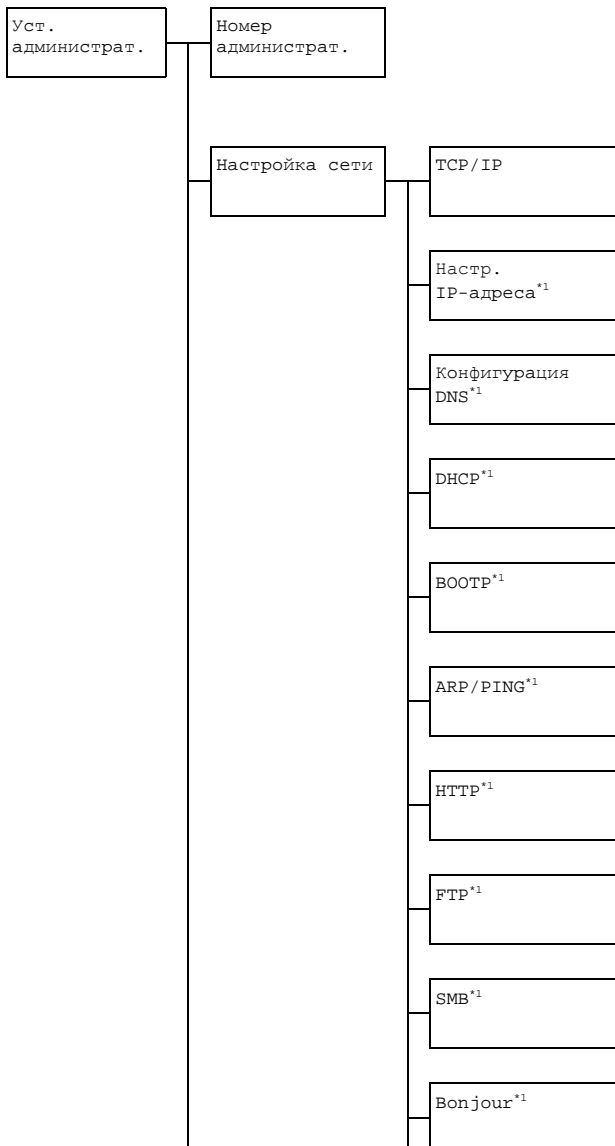 Уст.
администрат.
Номер
администрат.
Настройка сети
TCP/IP
Настр.
IP-адреса*1
Конфигурация
DNS*1
DHCP*1
BOOTP*1
ARP/PING*1
HTTP*1
FTP*1
SMB*1
Bonjour*1